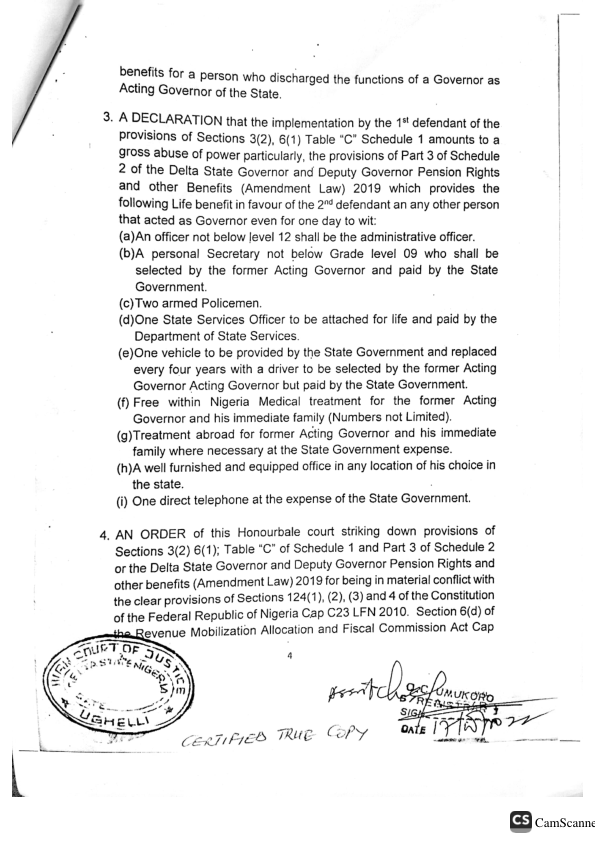 benefits for a person who discharged the functions of a Governor as
Acting Governor of the State.
3. A DECLARATION that the implementation by the 1st defendant of the
provisions of Sections 3(2), 6(1) Table "C" Schedule 1 amounts to a
gross abuse of power particularly, the provisions of Part 3 of Schedule
2 of the Delta State Governor and Deputy Governor Pension Rights
and other Benefits (Amendment Law) 2019 which provides the
following Life benefit in favour of the 2nd defendant an any other person
that acted as Governor even for one day to wit:
(a)An officer not below level 12 shall be the administrative officer.
(b)A personal Secretary not below Grade level 09 who shall be
selected by the former Acting Governor and paid by the State
Government.
(c)Two armed Policemen.
(d)One State Services Officer to be attached for life and paid by the
Department of State Services.
(e)One vehicle to be provided by the State Government and replaced
every four years with a driver to be selected by the former Acting
Governor Acting Governor but paid by the State Government.
(f) Free within Nigeria Medical treatment for the former Acting
Governor and his immediate family (Numbers not Limited).
(g)Treatment abroad for former Acting Governor and his immediate
family where necessary at the State Government expense.
(h)A well furnished and equipped office in any location of his choice in
the state.
(i) One direct telephone at the expense of the State Government.
4. AN ORDER of this Honourbale court striking down provisions of
Sections 3(2) 6(1); Table "C" of Schedule 1 and Part 3 of Schedule 2
or the Delta State Governor and Deputy Governor Pension Rights and
other benefits (Amendment Law) 2019 for being in material conflict with
the clear provisions of Sections 124(1), (2), (3) and 4 of the Constitution
of the Federal Republic of Nigeria Cap C23 LFN 2010. Section 6(d) of
the Revenue Mobilization Allocation and Fiscal Commission Act Cap
4
HIGH COURT OF JUSTICE
DELTA STATE NIGERIA
DATE
UGHELLI
CERTIFIED TRUE COPY
UMUKORO
REGISTRAR
SIGN
DATE
CS CamScanne